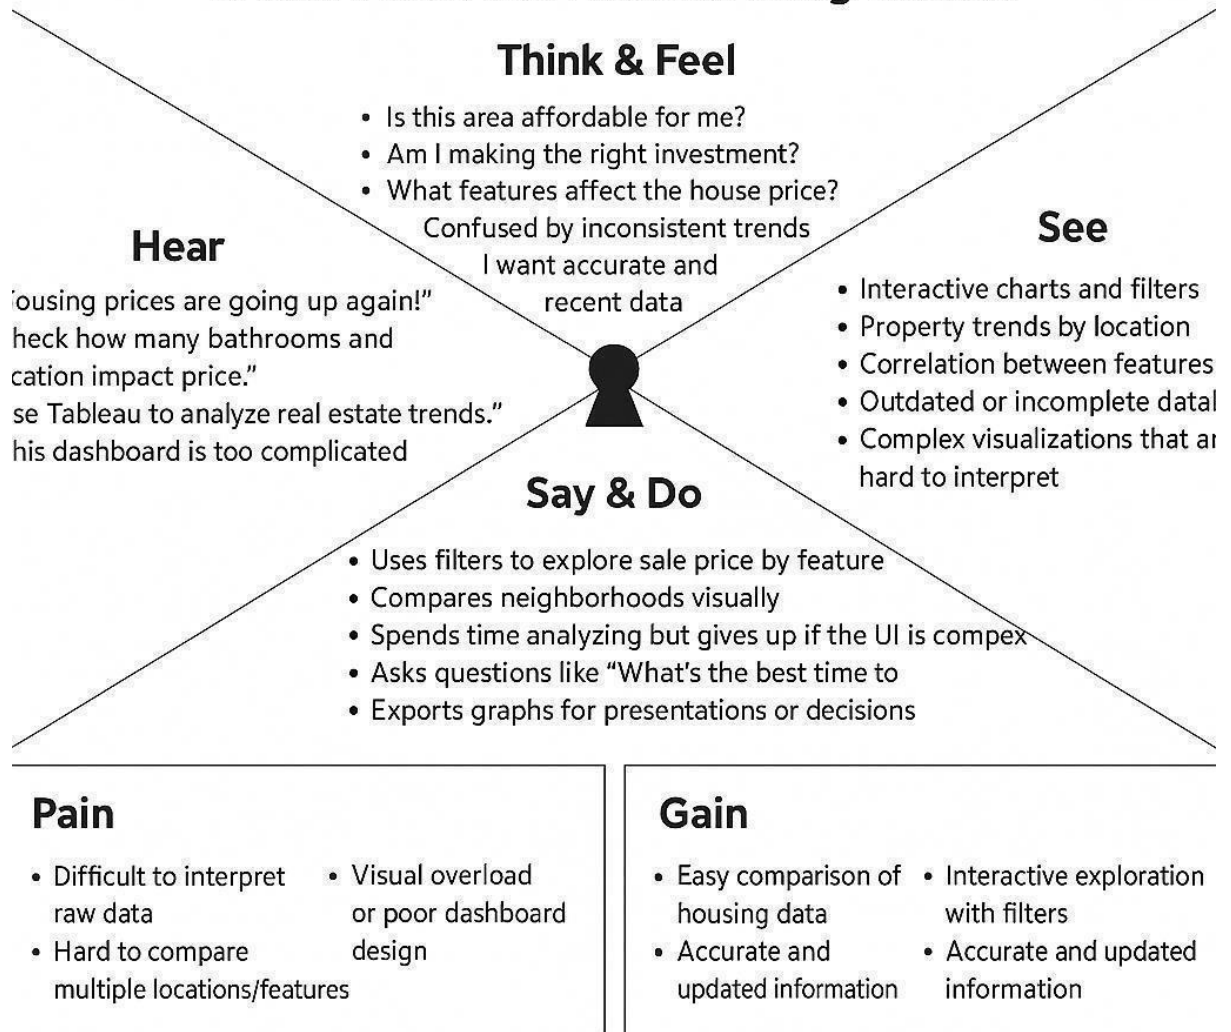 Think & Feel
• Is this area affordable for me?
• Am I making the right investment?
• What features affect the house price?
Confused by inconsistent trends
I want accurate and
recent data
Hear
ousing prices are going up again!”
heck how many bathrooms and
cation impact price.”
se Tableau to analyze real estate trends.”
his dashboard is too complicated
See
• Interactive charts and filters
• Property trends by location
• Correlation between features
• Outdated or incomplete data
• Complex visualizations that
hard to interpret
Say & Do
• Uses filters to explore sale price by feature
• Compares neighborhoods visually
• Spends time analyzing but gives up if the UI is compex
• Asks questions like “What's the best time to
• Exports graphs for presentations or decisions
Pain
• Difficult to interpret
raw data
• Hard to compare
multiple locations/features
• Visual overload
or poor dashboard
design
Gain
• Easy comparison of
housing data
• Accurate and
updated information
• Interactive exploration
with filters
• Accurate and updated
information